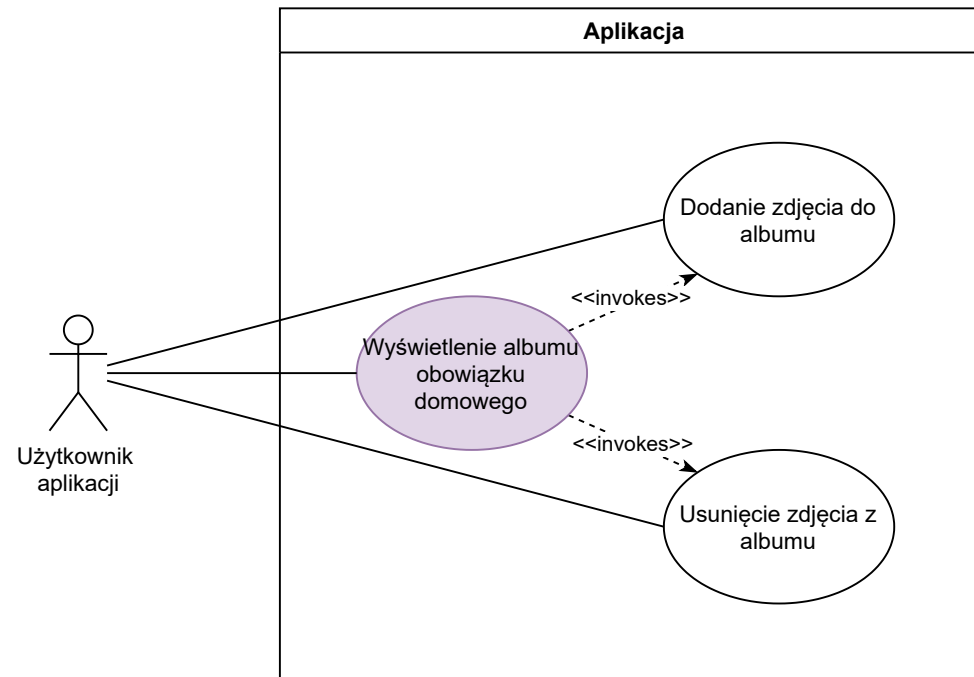 Aplikacja
Dodanie zdjęcia do
albumu
<<invokes>>
Wyświetlenie albumu
obowiązku
domowego
<<invokes>>
Użytkownik
aplikacji
Usunięcie zdjęcia z
albumu